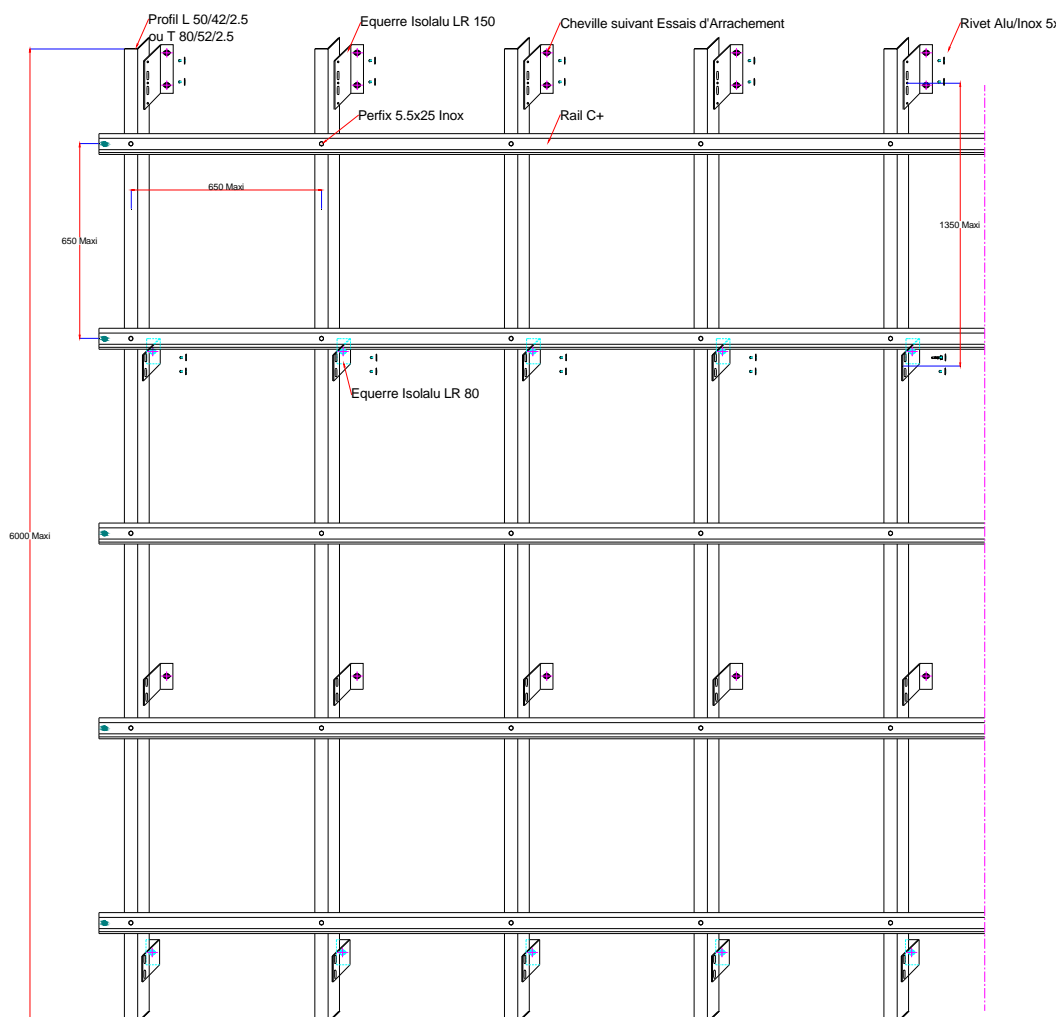 Profil L 50/42/2.5
ou T 80/52/2.5
Equerre Isolalu LR 150
Cheville suivant Essais d'Arrachement
Rivet Alu/Inox 5x
Perfix 5.5x25 Inox
Rail C+
650 Maxi
650 Maxi
1350 Maxi
Equerre Isolalu LR 80
6000 Maxi